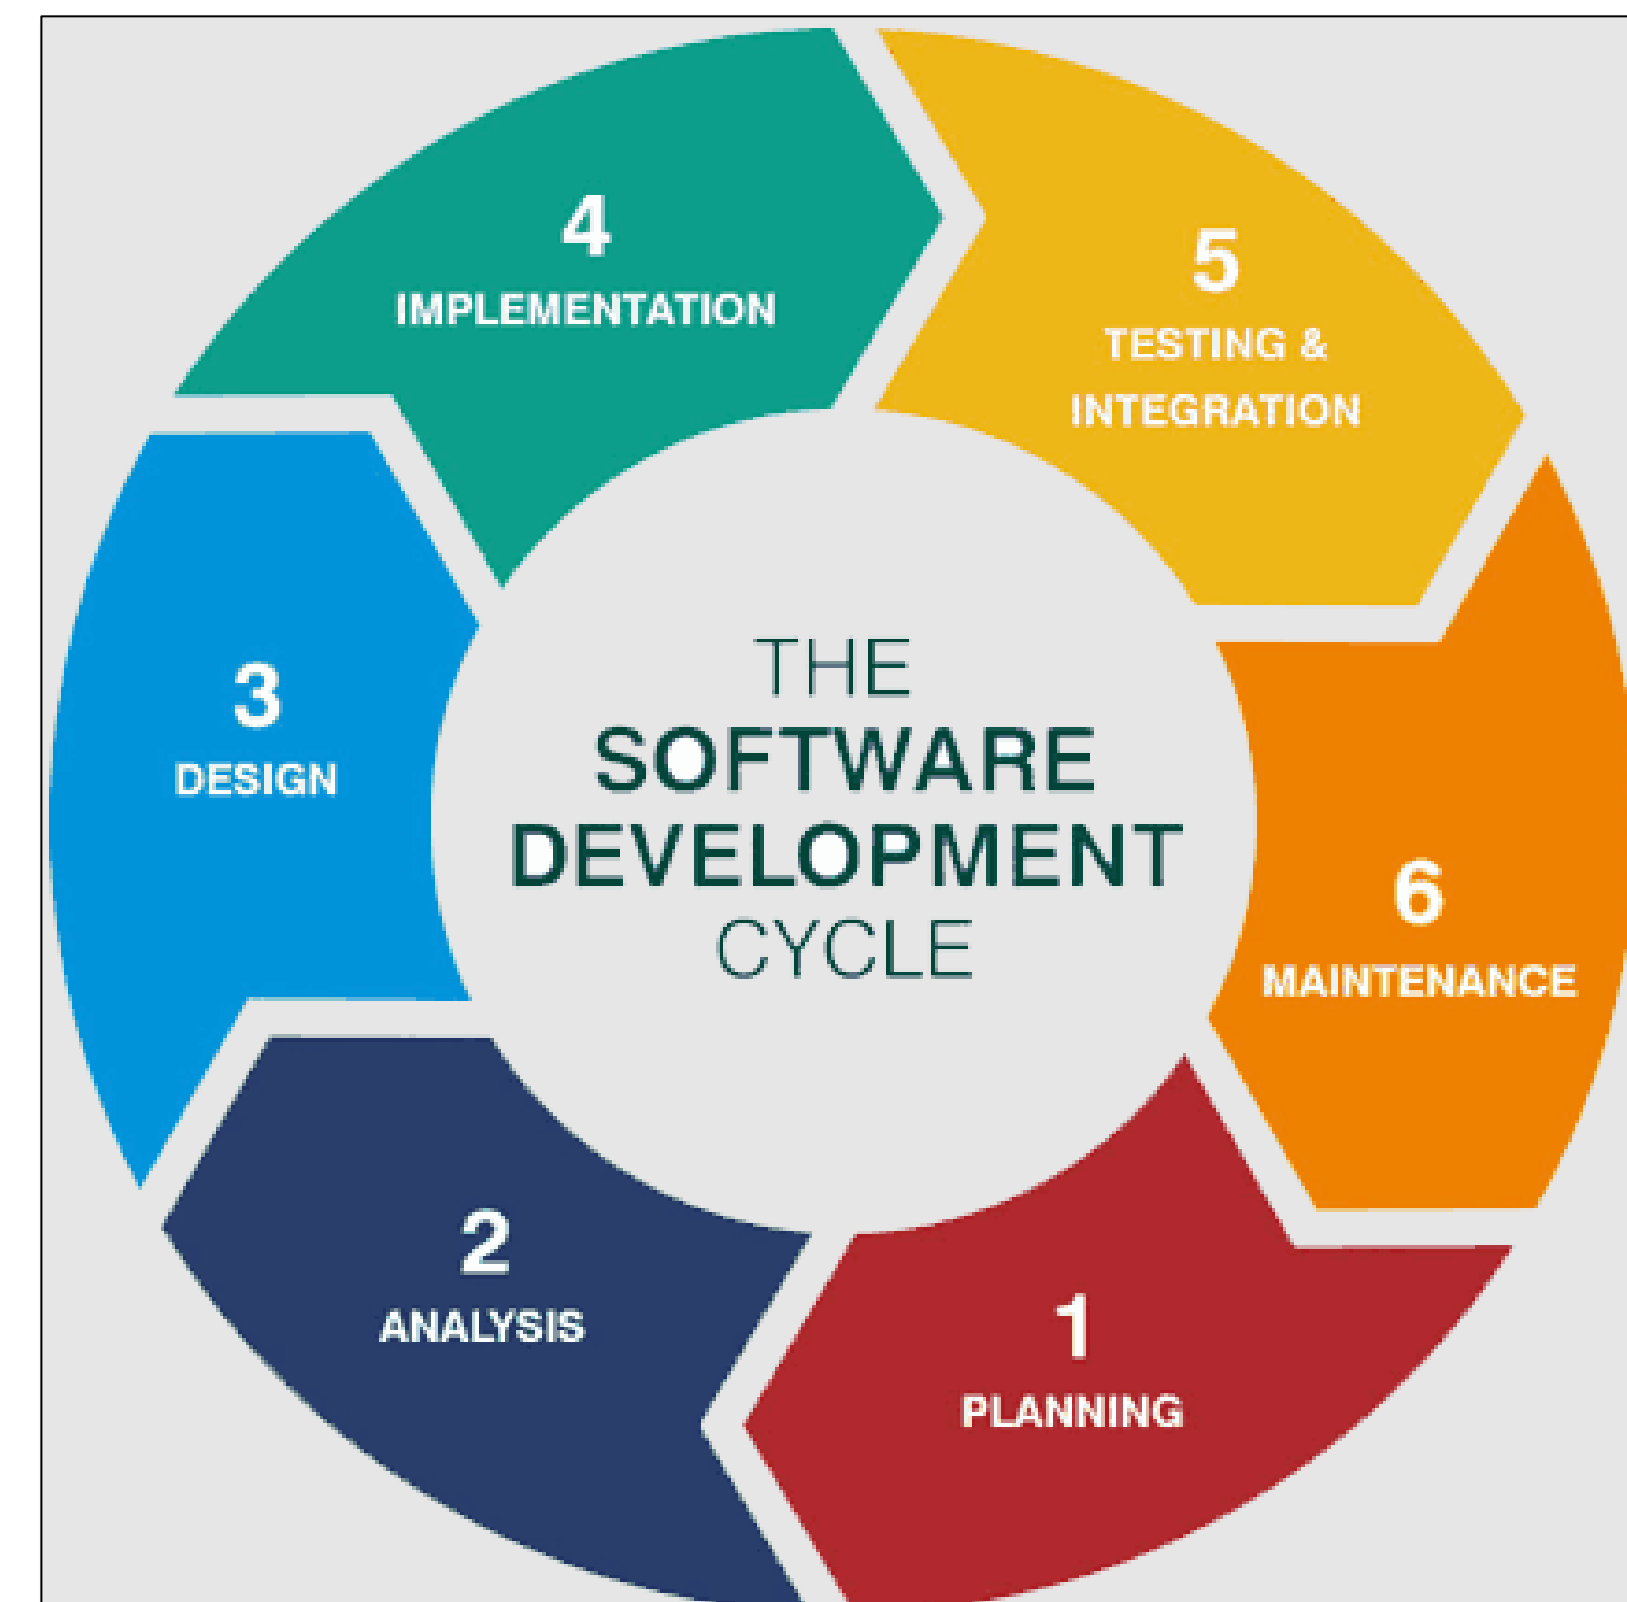 4
IMPLEMENTATION
5
TESTING &
INTEGRATION
3
DESIGN
THE
SOFTWARE
DEVELOPMENT
CYCLE
6
MAINTENANCE
2
ANALYSIS
1
PLANNING